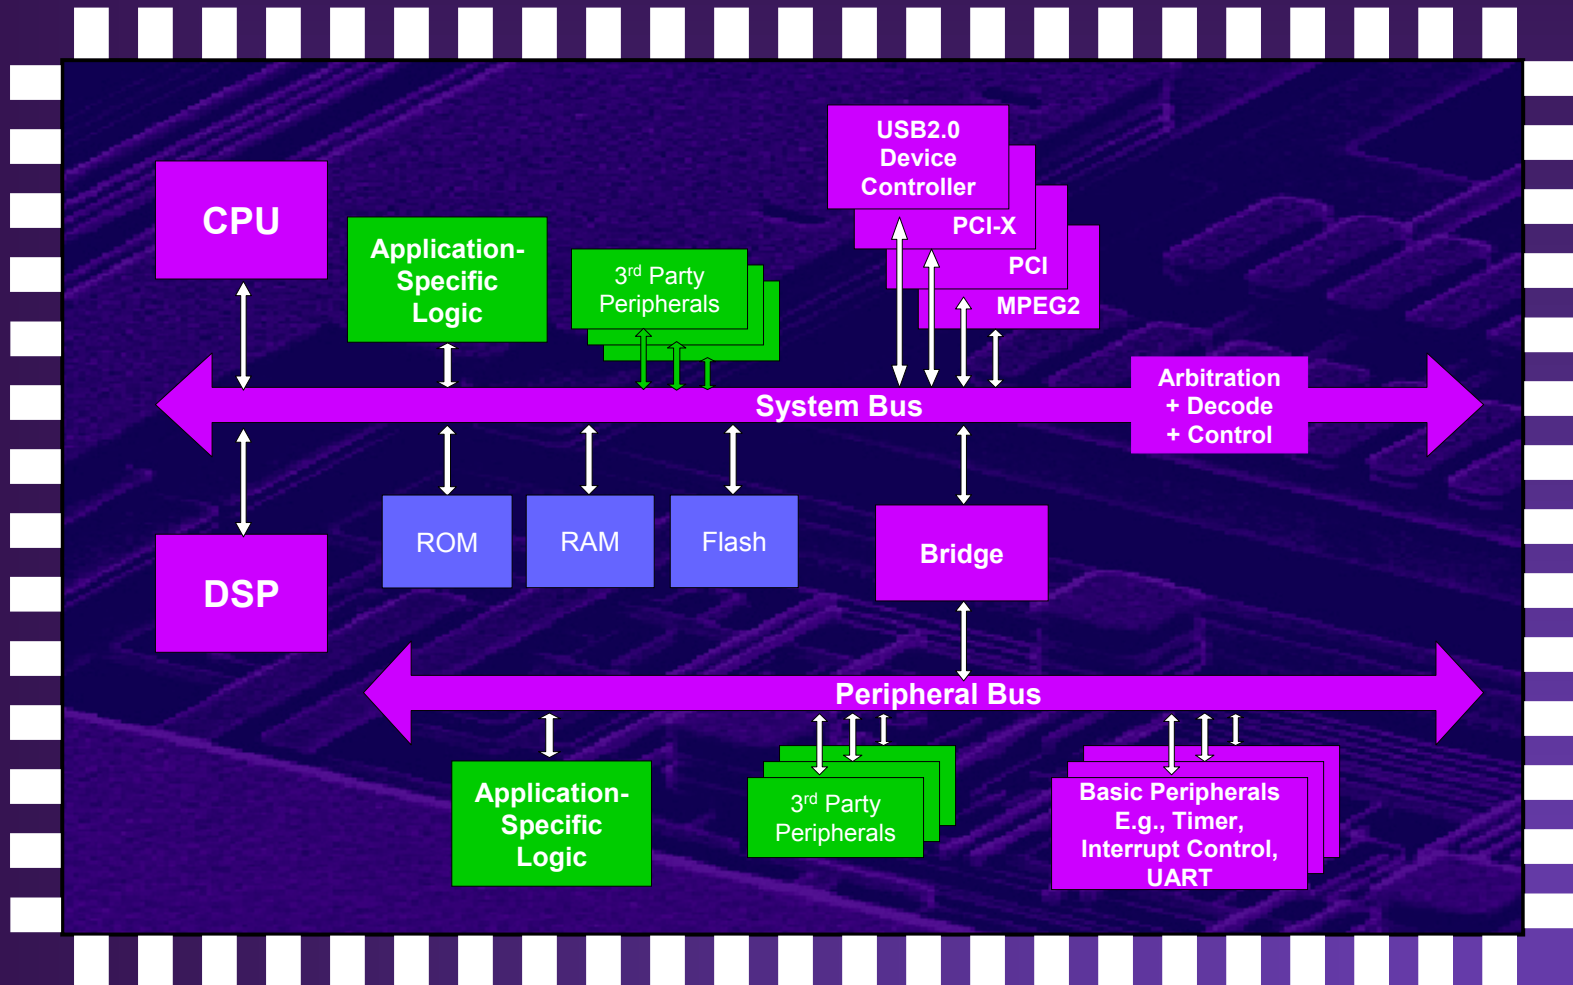 USB2.0
Device
Controller
CPU
PCI-X
Application-
Specific
Logic
3rd Party
Peripherals
PCI
MPEG2
System Bus
Arbitration
+ Decode
+ Control
ROM
RAM
Flash
Bridge
DSP
Peripheral Bus
Application-
Specific
Logic
3rd Party
Peripherals
Basic Peripherals
E.g., Timer,
Interrupt Control,
UART